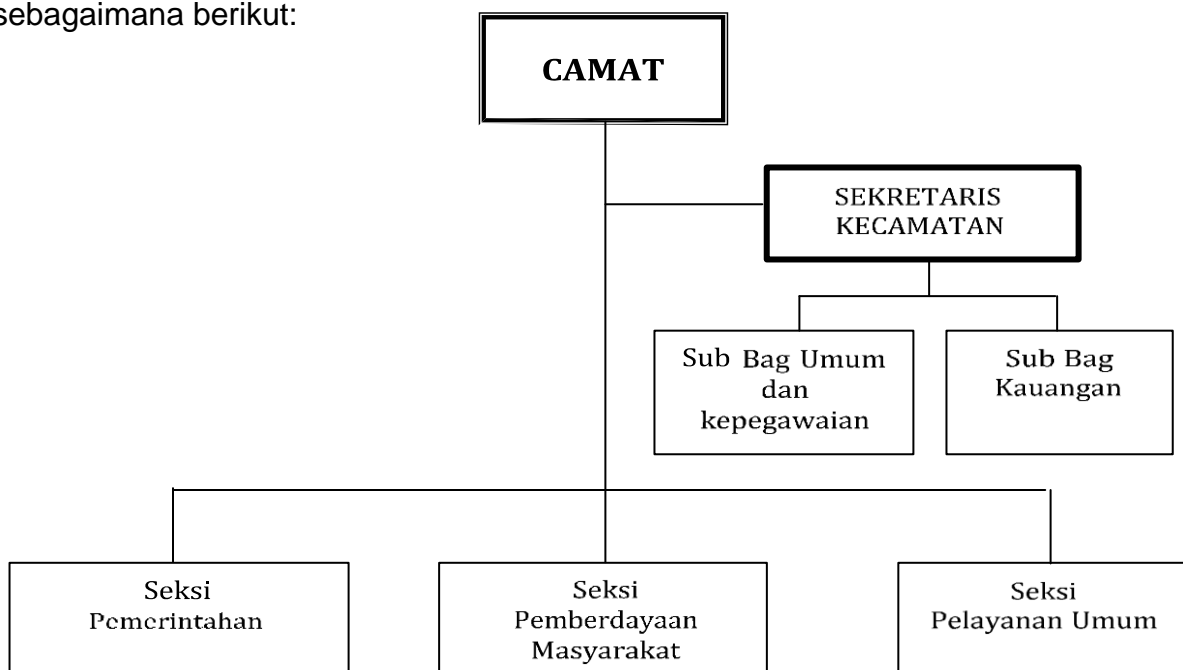 sebagaimana berikut:
CAMAT
SEKRETARIS
KECAMATAN
Sub Bag Umum
dan
kepegawaian
Sub Bag
Kauangan
Seksi
Pemerintahan
Seksi
Pemberdayaan
Masyarakat
Seksi
Pelayanan Umum